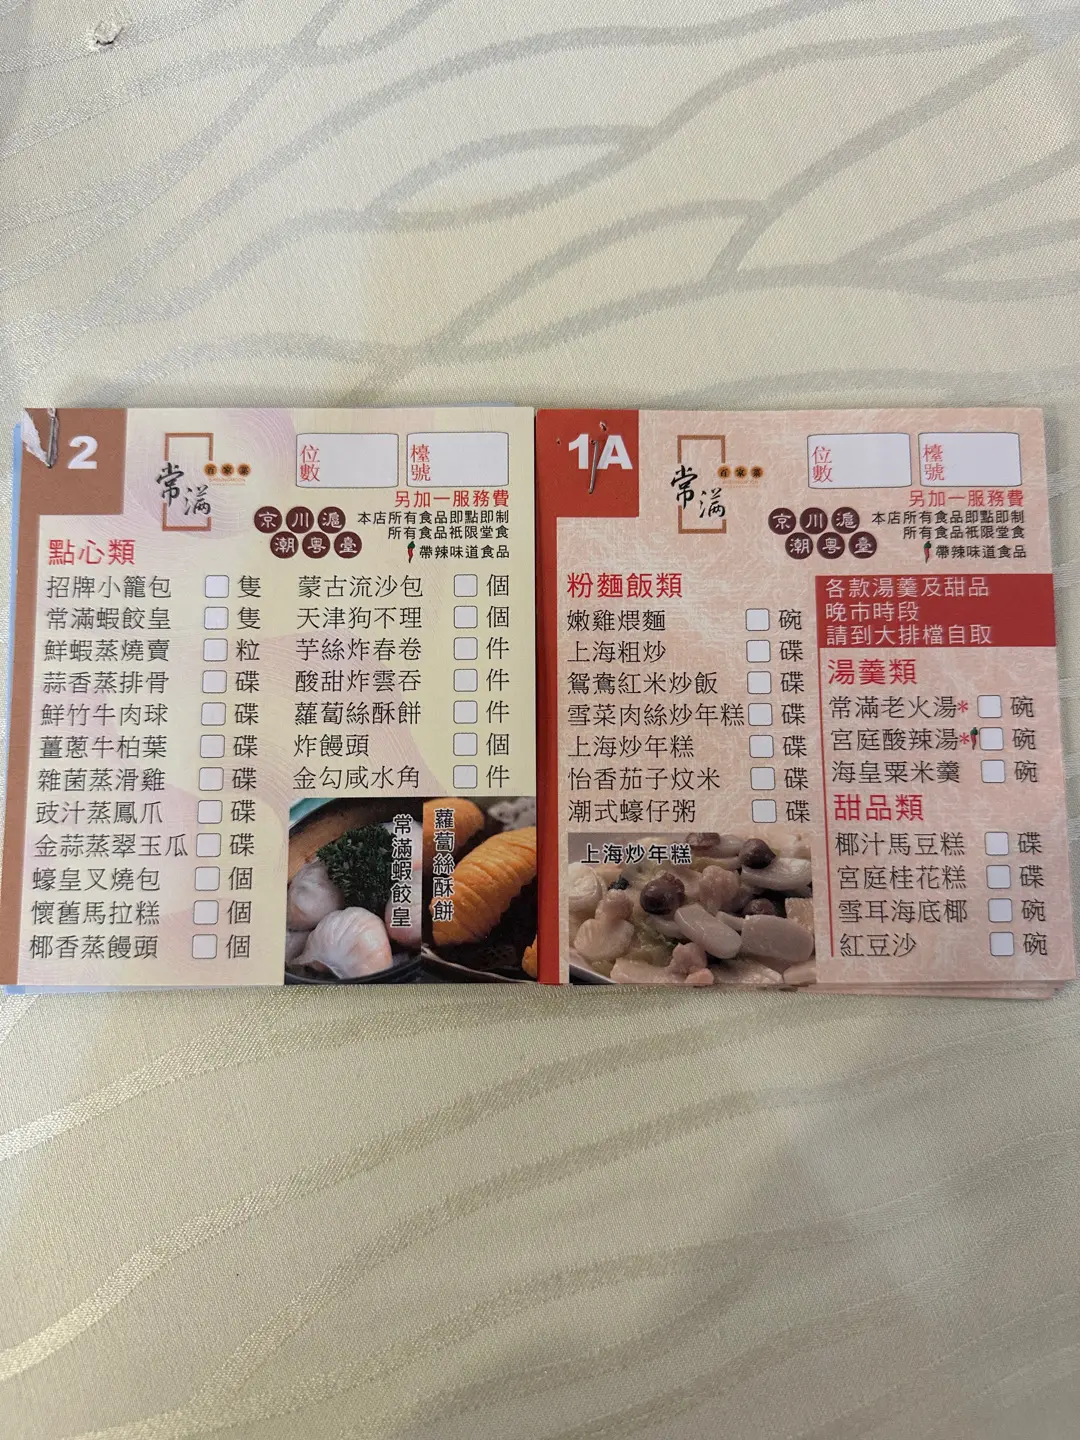 2
常滿
百家宴
位數
檯號
另加一服務費
京川滬
潮粵臺
本店所有食品即點即制
所有食品祇限堂食
帶辣味道食品
點心類
招牌小籠包 隻
常滿蝦餃皇 隻
鮮蝦蒸燒賣 粒
蒜香蒸排骨 碟
鮮竹牛肉球 碟
薑蔥牛柏葉 碟
雜菌蒸滑雞 碟
豉汁蒸鳳爪 碟
金蒜蒸翠玉瓜 碟
蠔皇叉燒包 個
懷舊馬拉糕 個
椰香蒸饅頭 個
蒙古流沙包 個
天津狗不理 個
芋絲炸春卷 件
酸甜炸雲吞 件
蘿蔔絲酥餅 件
炸饅頭 個
金勾咸水角 件
常滿蝦餃皇
蘿蔔絲酥餅
1A
常滿
百家宴
位數
檯號
另加一服務費
京川滬
潮粵臺
本店所有食品即點即制
所有食品祇限堂食
帶辣味道食品
粉麵飯類
嫩雞煨麵 碗
上海粗炒 碟
鴛鴦紅米炒飯 碟
雪菜肉絲炒年糕 碟
上海炒年糕 碟
怡香茄子炆米 碟
潮式蠔仔粥 碟
上海炒年糕
各款湯羹及甜品
晚市時段
請到大排檔自取
湯羹類
常滿老火湯* 碗
宮庭酸辣湯* 碗
海皇粟米羹 碗
甜品類
椰汁馬豆糕 碟
宮庭桂花糕 碟
雪耳海底椰 碗
紅豆沙 碗